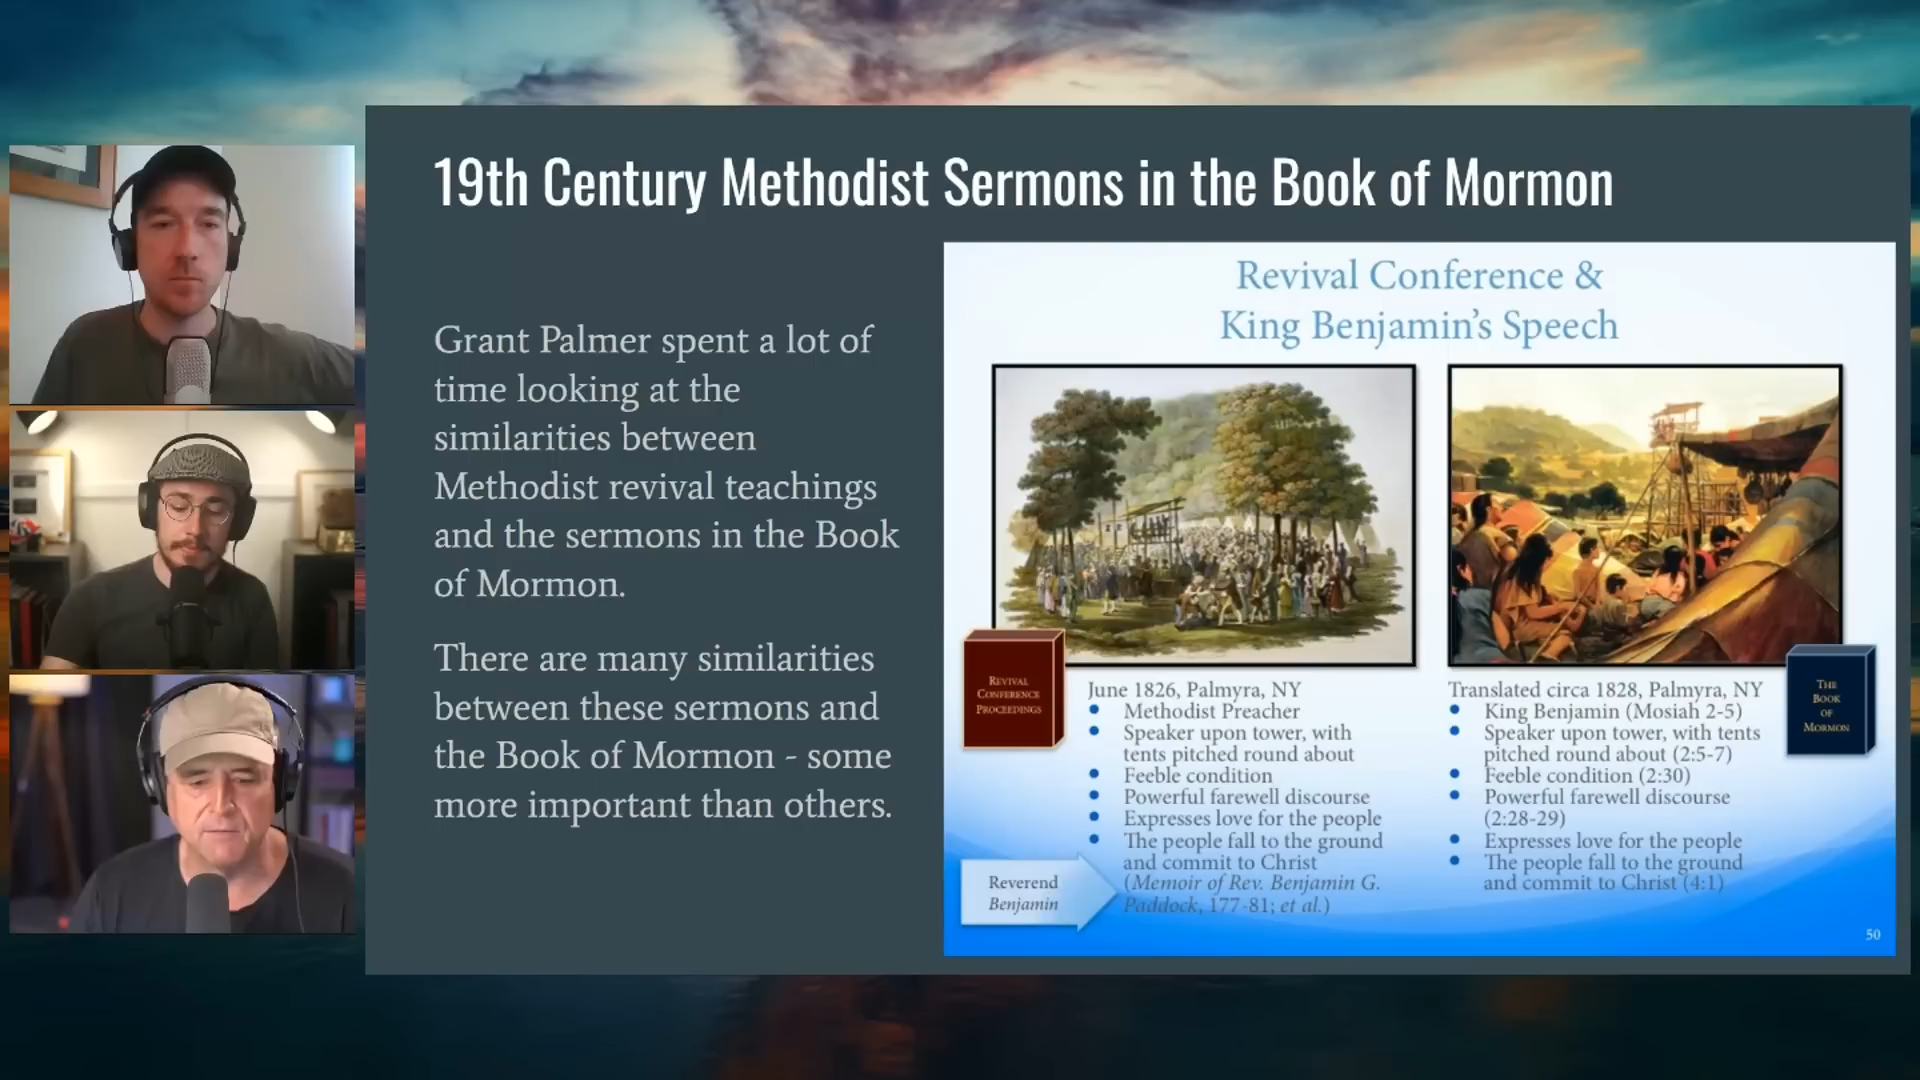 19th Century Methodist Sermons in the Book of Mormon
Grant Palmer spent a lot of
time looking at the
similarities between
Methodist revival teachings
and the sermons in the Book
of Mormon.
There are many similarities
between these sermons and
the Book of Mormon - some
more important than others.
Revival Conference &
King Benjamin's Speech
REVIVAL
CONFERENCE
PROCEEDINGS
June 1826, Palmyra, NY
Methodist Preacher
Speaker upon tower, with
tents pitched round about
Feeble condition
Powerful farewell discourse
Expresses love for the people
The people fall to the ground
and commit to Christ
(Memoir of Rev. Benjamin G.
Paddock, 177-81; et al.)
Reverend
Benjamin
Translated circa 1828, Palmyra, NY
King Benjamin (Mosiah 2-5)
Speaker upon tower, with tents
pitched round about (2:5-7)
Feeble condition (2:30)
Powerful farewell discourse
(2:28-29)
Expresses love for the people
The people fall to the ground
and commit to Christ (4:1)
THE
BOOK
OF
MORMON
50